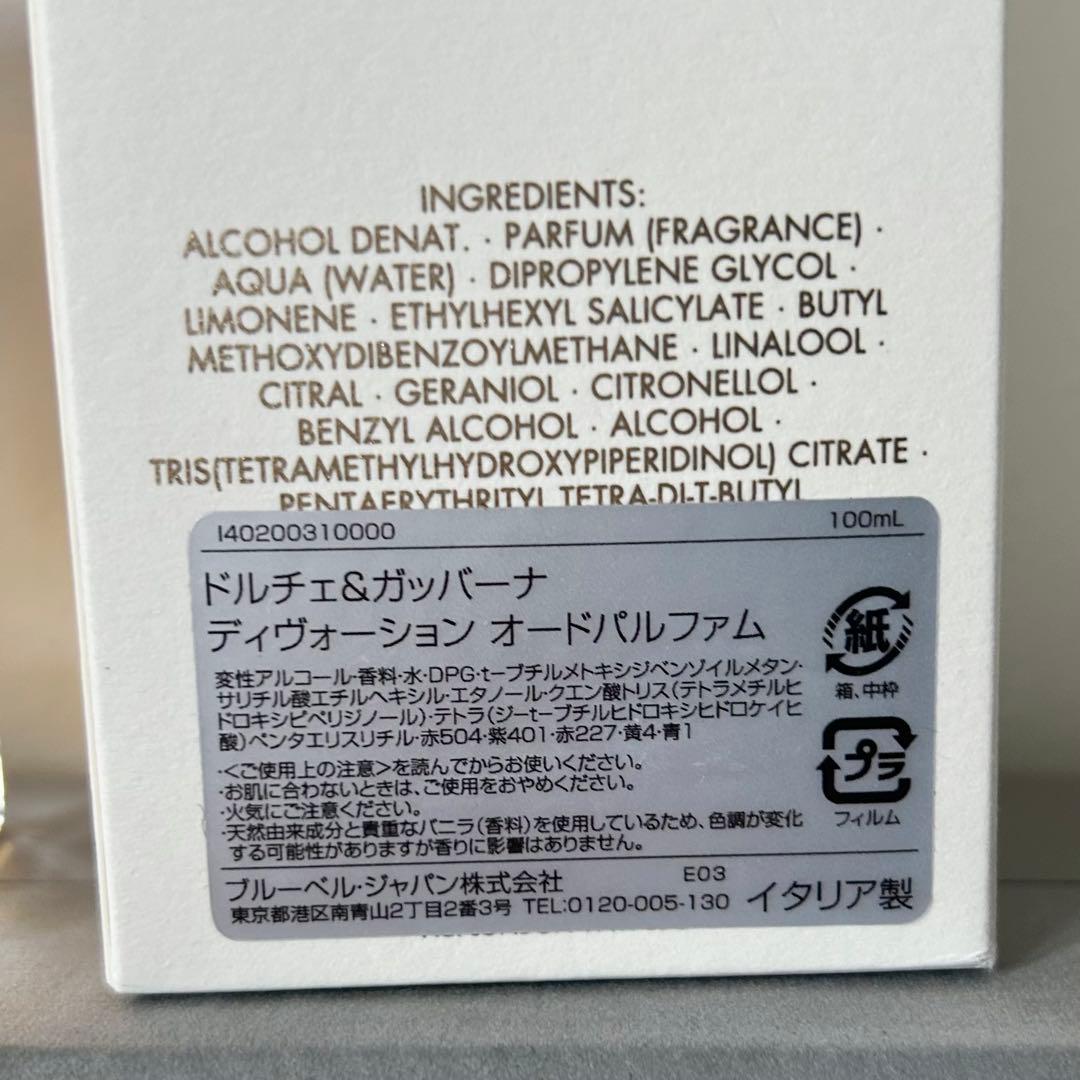 INGREDIENTS:
ALCOHOL DENAT. · PARFUM (FRAGRANCE) ·
AQUA (WATER) · DIPROPYLENE GLYCOL ·
LIMONENE · ETHYLHEXYL SALICYLATE · BUTYL
METHOXYDIBENZOYLMETHANE · LINALOOL ·
CITRAL · GERANIOL · CITRONELLOL ·
BENZYL ALCOHOL · ALCOHOL ·
TRIS(TETRAMETHYLHYDROXYPIPERIDINOL) CITRATE ·
PENTAERYTHRITYL TETRA-DI-T-BUTYL
I40200310000 100mL
ドルチェ&ガッバーナ
ディヴォーション オードパルファム
変性アルコール・香料・水・DPG・t-ブチルメトキシジベンゾイルメタン・
サリチル酸エチルヘキシル・エタノール・クエン酸トリス(テトラメチルヒ
ドロキシピペリジノール)・テトラ(ジ-t-ブチルヒドロキシヒドロケイヒ
酸)ペンタエリスリチル・赤504・紫401・赤227・黄4・青1
・<ご使用上の注意>を読んでからお使いください。
・お肌に合わないときは、ご使用をおやめください。
・火気にご注意ください。
・天然由来成分と貴重なバニラ(香料)を使用しているため、色調が変化
する可能性がありますが香りに影響はありません。
紙
箱、中枠
プラ
フィルム
ブルーベル・ジャパン株式会社 E03
東京都港区南青山2丁目2番3号 TEL:0120-005-130 イタリア製